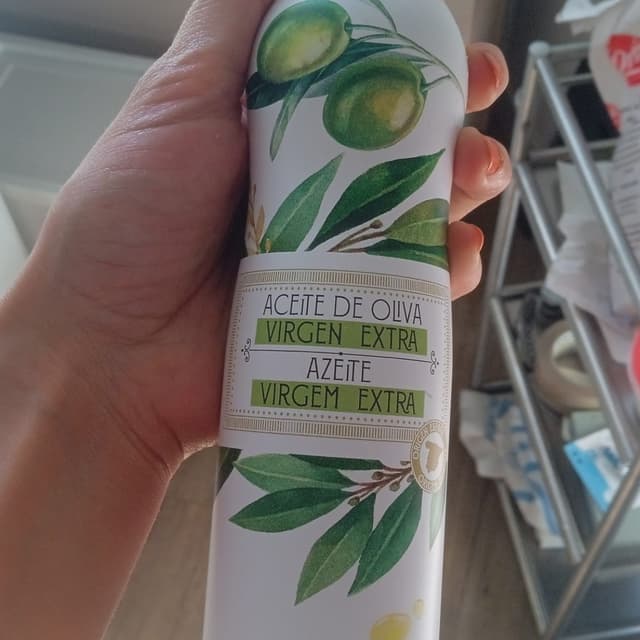 ACEITE DE OLIVA
VIRGEN EXTRA
AZEITE
VIRGEM EXTRA